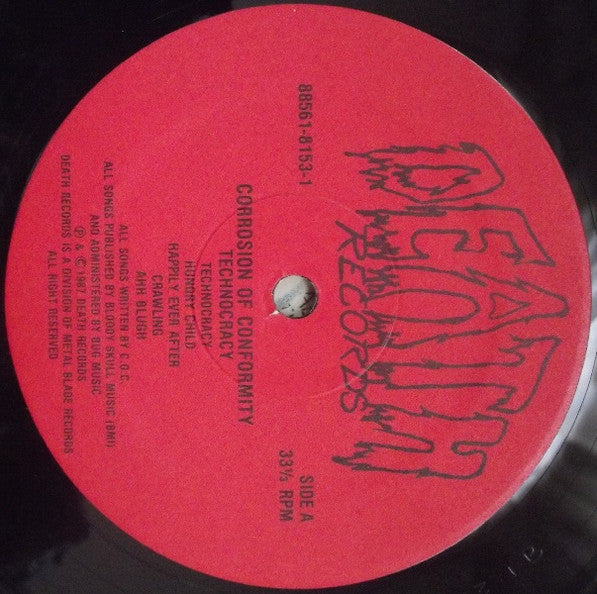 DEATH
RECORDS
88561-8153-1
SIDE A
33⅓ RPM
CORROSION OF CONFORMITY
TECHNOCRACY
TECHNOCRACY
HUNGRY CHILD
HAPPILY EVER AFTER
CRAWLING
AHH BLUGH
ALL SONGS WRITTEN BY C.O.C.
ALL SONGS PUBLISHED BY BLOODY SKULL MUSIC (BMI)
AND ADMINISTERED BY BUG MUSIC
℗ & © 1987 DEATH RECORDS
DEATH RECORDS IS A DIVISION OF METAL BLADE RECORDS
ALL RIGHT RESERVED